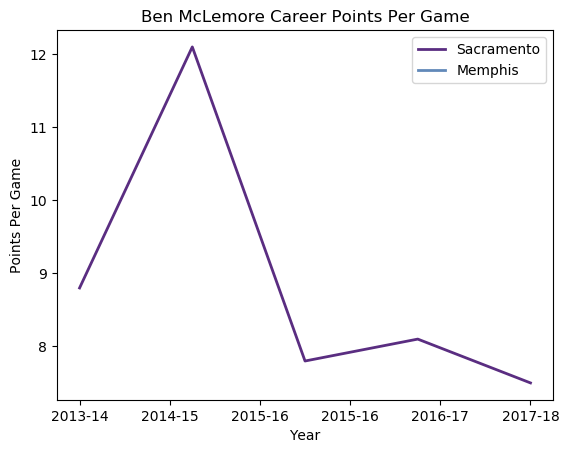 Ben McLemore Career Points Per Game
Sacramento
Memphis
12
11
10
9
8
Points Per Game
2013-14 2014-15 2015-16 2015-16 2016-17 2017-18
Year